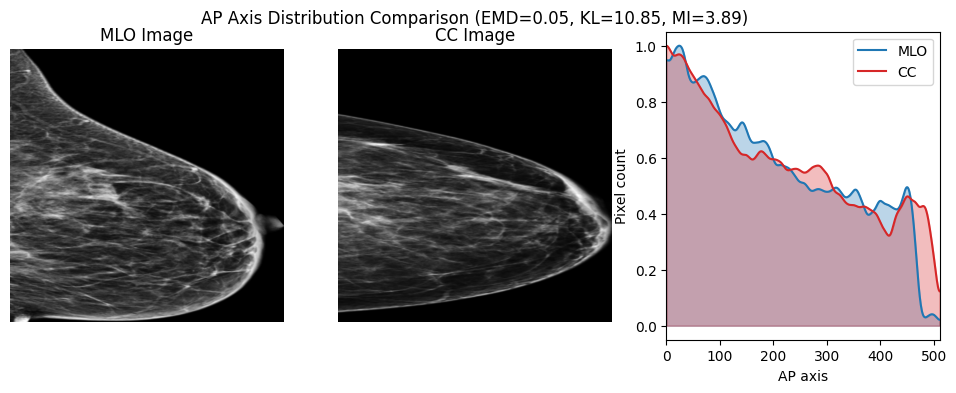 AP Axis Distribution Comparison (EMD=0.05, KL=10.85, MI=3.89)
MLO Image
CC Image
MLO
CC
Pixel count
1.0
0.8
0.6
0.4
0.2
0.0
0 100 200 300 400 500
AP axis